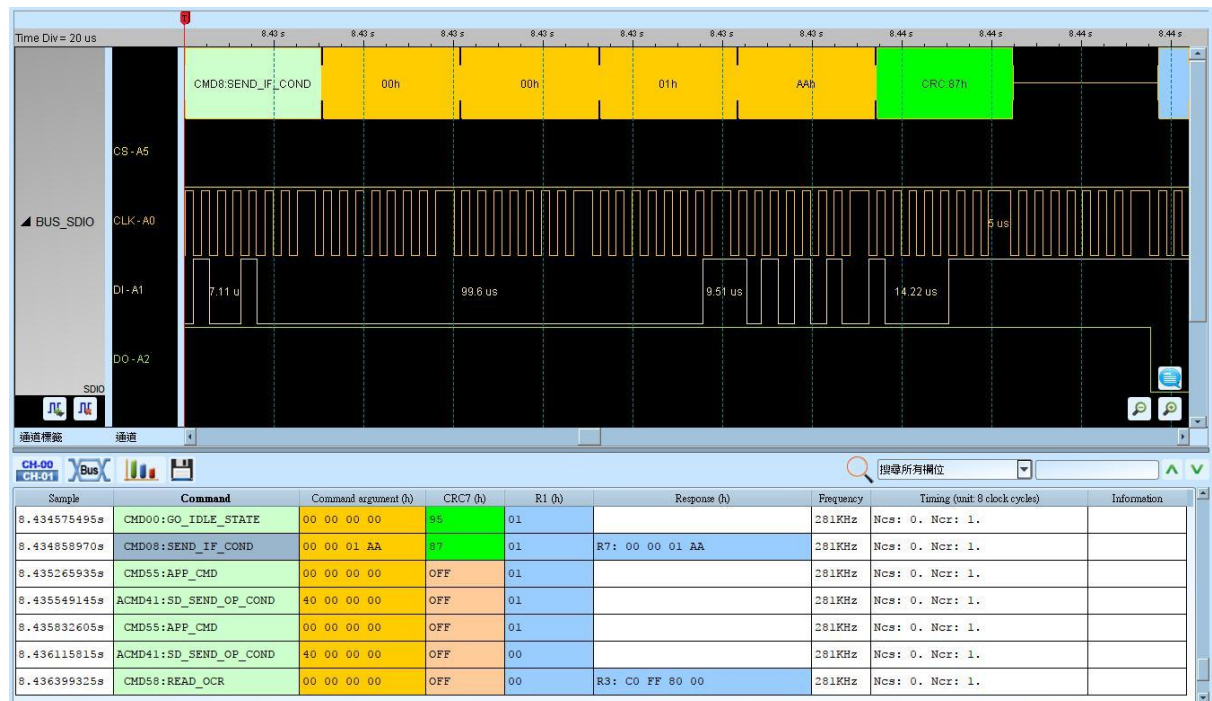 T
Time Div = 20 us 8.43 s 8.43 s 8.43 s 8.43 s 8.43 s 8.43 s 8.43 s 8.44 s 8.44 s 8.44 s 8.44 s
CMD8:SEND_IF_COND 00h 00h 01h AAh CRC:87h
CS - A5
BUS_SDIO CLK - A0 5 us
DI - A1 7.11 u 99.6 us 9.51 us 14.22 us
DO - A2
SDIO
通道標籤 通道
CH-00
CH-01 Bus 搜尋所有欄位
Sample Command Command argument (h) CRC7 (h) R1 (h) Response (h) Frequency Timing (unit: 8 clock cycles) Information
8.434575495s CMD00:GO_IDLE_STATE 00 00 00 00 95 01 281KHz Ncs: 0. Ncr: 1.
8.434858970s CMD08:SEND_IF_COND 00 00 01 AA 87 01 R7: 00 00 01 AA 281KHz Ncs: 0. Ncr: 1.
8.435265935s CMD55:APP_CMD 00 00 00 00 OFF 01 281KHz Ncs: 0. Ncr: 1.
8.435549145s ACMD41:SD_SEND_OP_COND 40 00 00 00 OFF 01 281KHz Ncs: 0. Ncr: 1.
8.435832605s CMD55:APP_CMD 00 00 00 00 OFF 01 281KHz Ncs: 0. Ncr: 1.
8.436115815s ACMD41:SD_SEND_OP_COND 40 00 00 00 OFF 00 281KHz Ncs: 0. Ncr: 1.
8.436399325s CMD58:READ_OCR 00 00 00 00 OFF 00 R3: C0 FF 80 00 281KHz Ncs: 0. Ncr: 1.